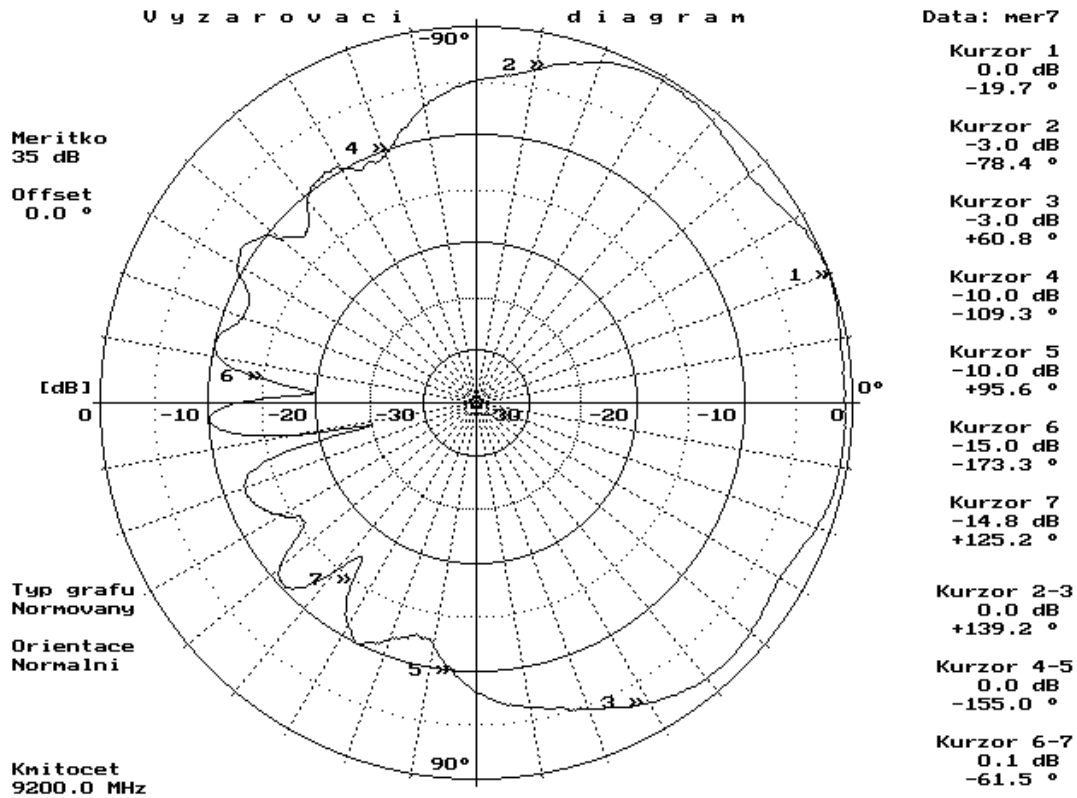 V y z a r o v a c i   d i a g r a m
Data: mer7
Kurzor 1
0.0 dB
-19.7 °
Kurzor 2
-3.0 dB
-78.4 °
Kurzor 3
-3.0 dB
+60.8 °
Kurzor 4
-10.0 dB
-109.3 °
Kurzor 5
-10.0 dB
+95.6 °
Kurzor 6
-15.0 dB
-173.3 °
Kurzor 7
-14.8 dB
+125.2 °
Kurzor 2-3
0.0 dB
+139.2 °
Kurzor 4-5
0.0 dB
-155.0 °
Kurzor 6-7
0.1 dB
-61.5 °
Meritko
35 dB
Offset
0.0 °
-90°
2 »
4 »
1 »
6 »
[dB]
0°
0 -10 -20 -30 -30 -20 -10 0
7 »
5 »
3 »
90°
Typ grafu
Normovany
Orientace
Normalni
Kmitocet
9200.0 MHz